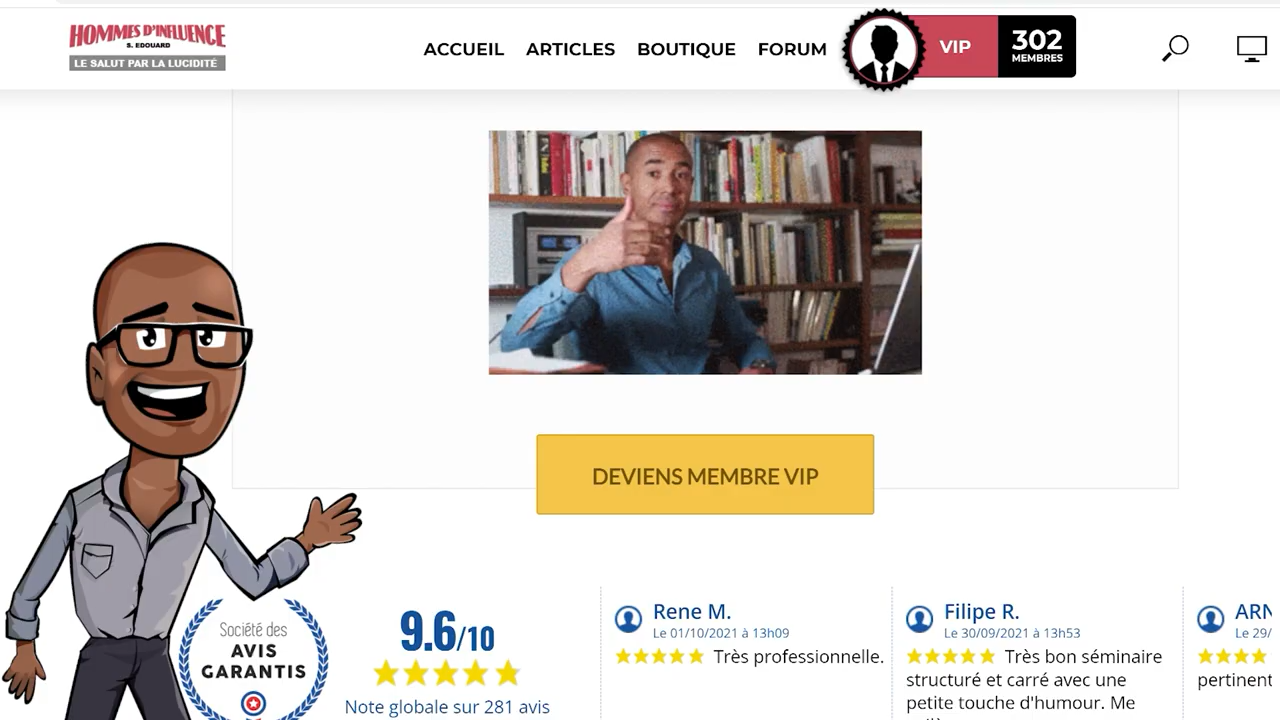 HOMMES D'INFLUENCE
S. EDOUARD
LE SALUT PAR LA LUCIDITÉ
ACCUEIL ARTICLES BOUTIQUE FORUM
VIP
302
MEMBRES
DEVIENS MEMBRE VIP
Société des
AVIS
GARANTIS
9.6/10
Note globale sur 281 avis
Rene M.
Le 01/10/2021 à 13h09
Très professionnelle.
Filipe R.
Le 30/09/2021 à 13h53
Très bon séminaire
structuré et carré avec une
petite touche d'humour. Me
ARN
Le 29/
pertinent